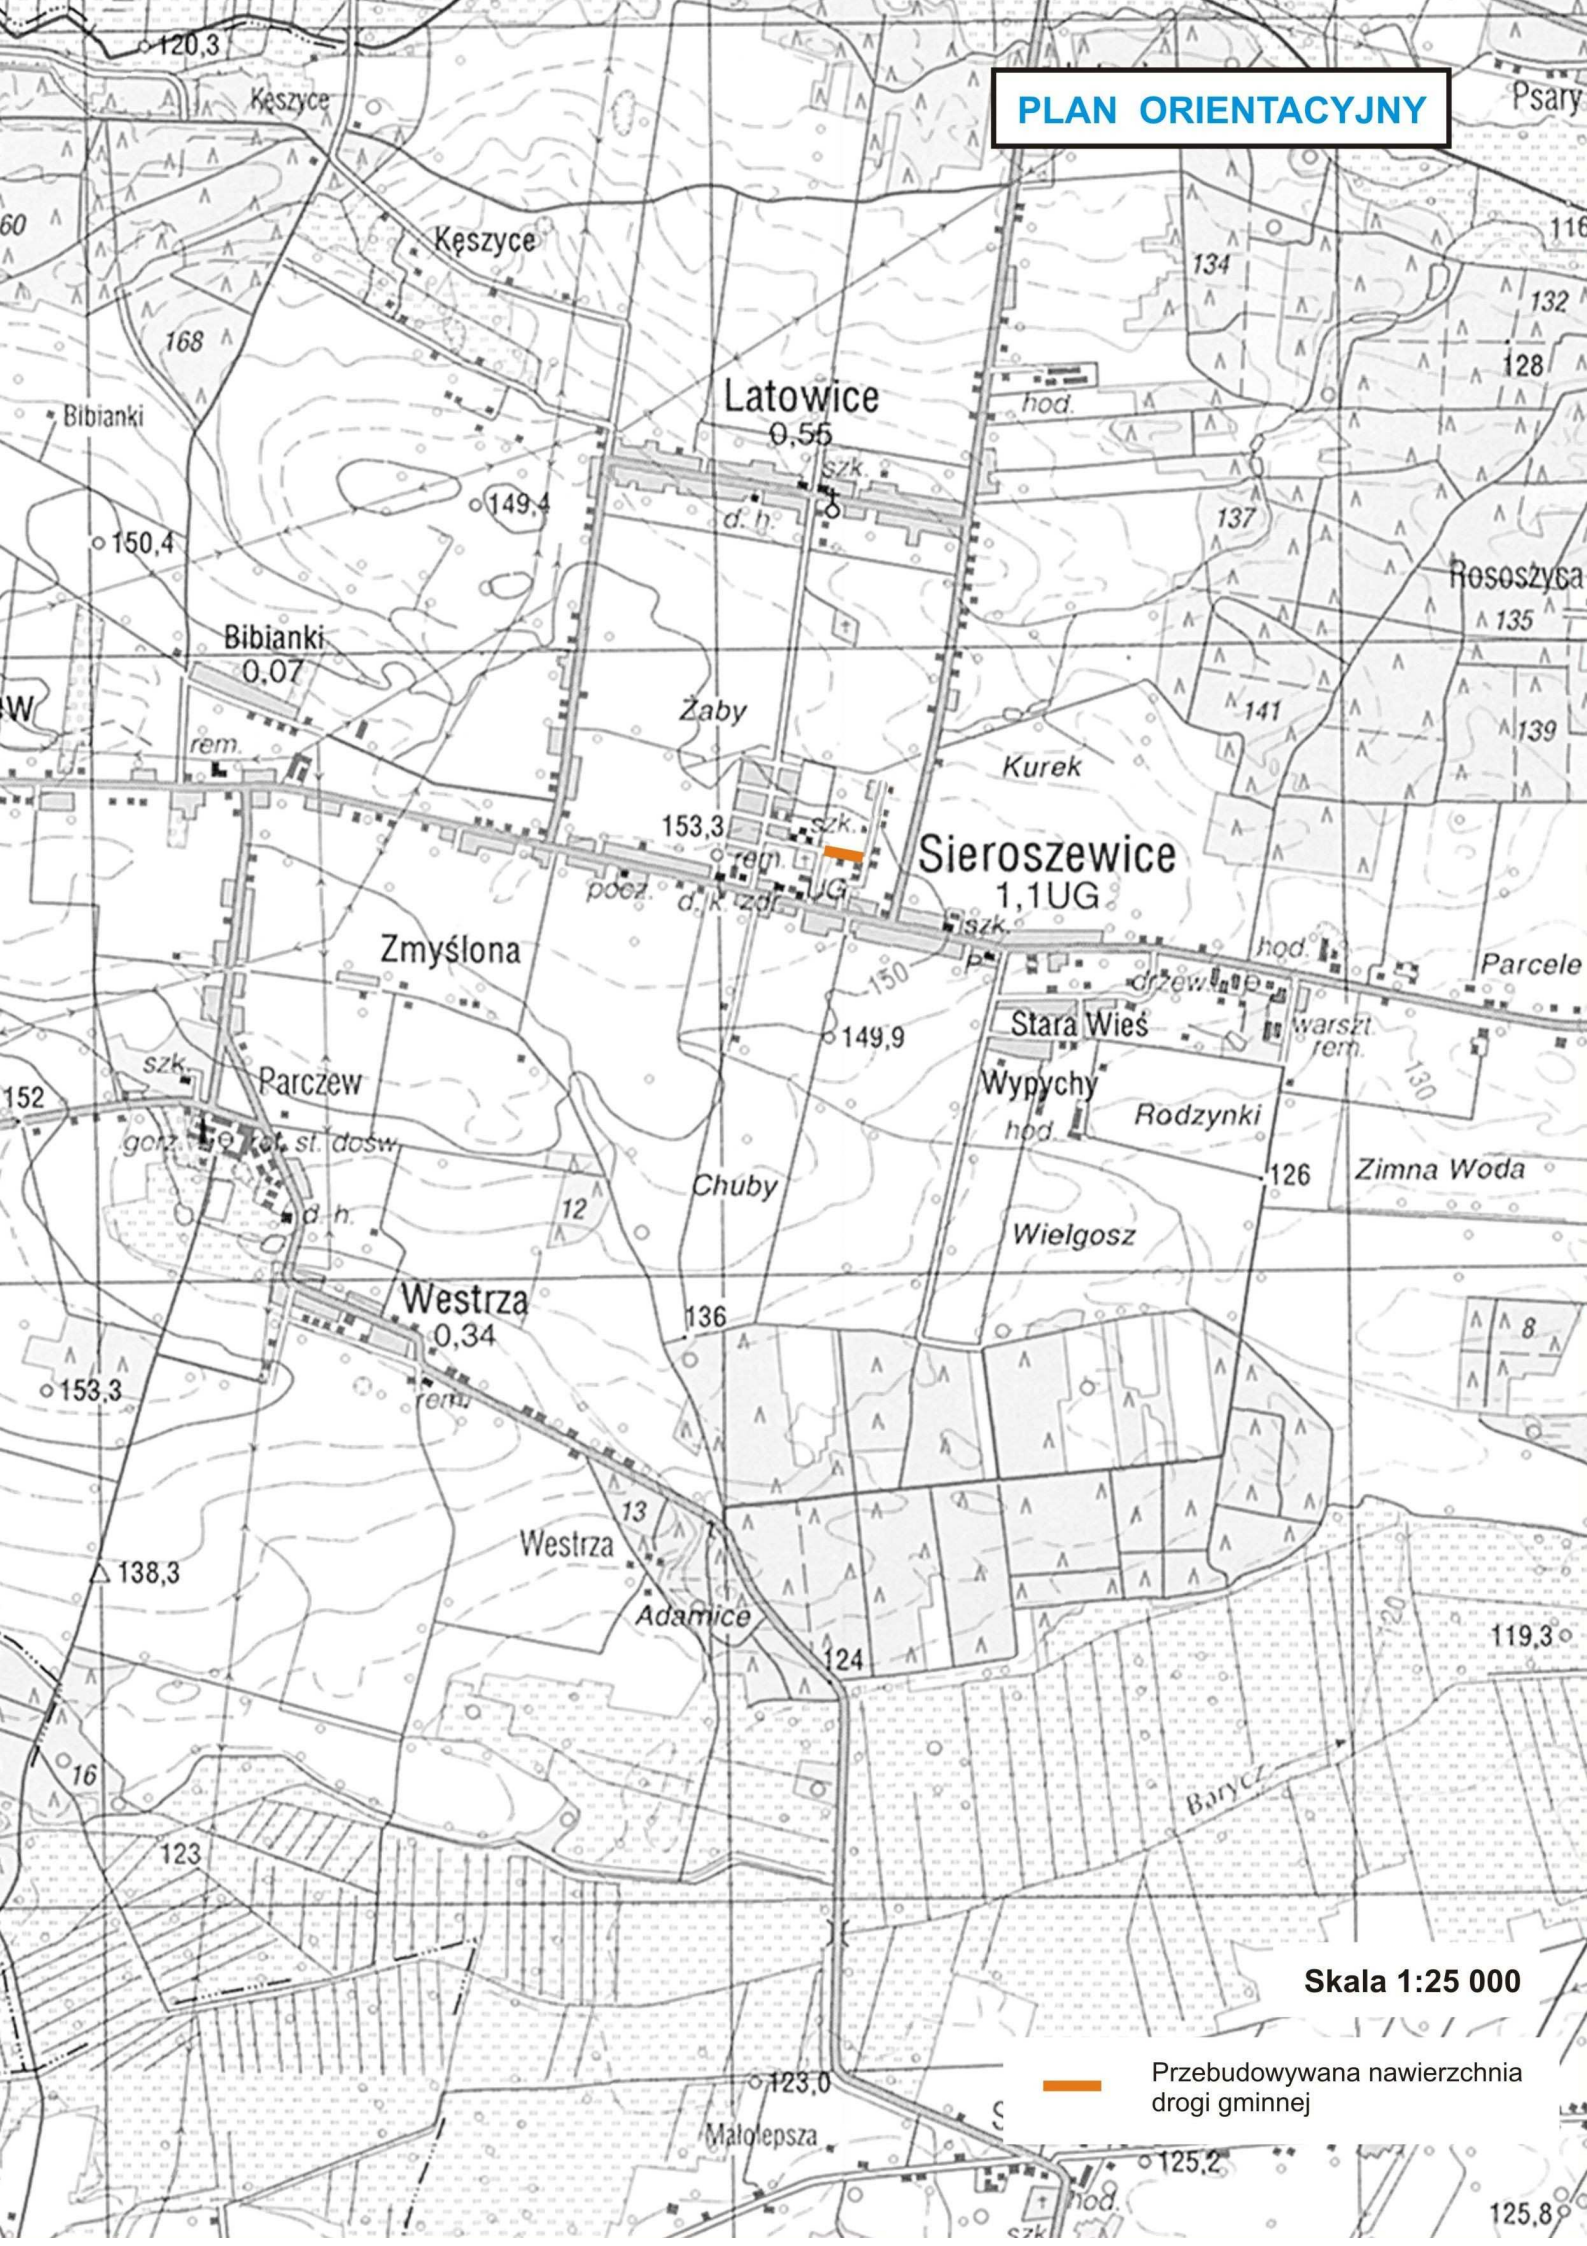 120,3
Kęszyce
PLAN ORIENTACYJNY
Psary
60
Kęszyce
134
116
132
168
128
Bibianki
Latowice
0,55
hod.
szk.
149,4
d. h.
137
150,4
Rososzyca
135
Bibianki
0,07
Żaby
141
139
rem.
Kurek
153,3
szk.
rem.
Sieroszewice
1,1UG
pocz.
d. k.
zdr.
UG
szk.
Zmyślona
hod.
Parcele
150
P
drzew.
149,9
Stara Wieś
warszt.
rem.
szk.
Parczew
Wypychy
130
152
Rodzynki
gorz.
rol. st. dośw.
hod.
Chuby
126
Zimna Woda
12
d. h.
Wielgosz
Westrza
0,34
136
8
153,3
rem.
13
Westrza
138,3
Adamice
120
119,3
124
16
Barycz
123
Skala 1:25 000
Przebudowywana nawierzchnia
drogi gminnej
123,0
S
Małolepsza
125,2
hod.
125,8
szk.